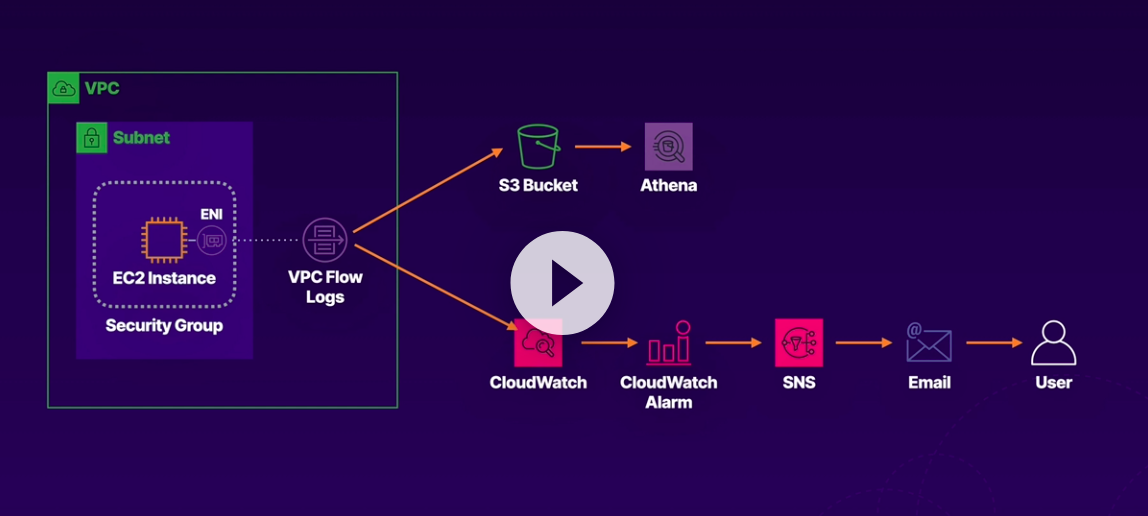 VPC
Subnet
ENI
EC2 Instance
Security Group
VPC Flow
Logs
S3 Bucket
Athena
CloudWatch
CloudWatch
Alarm
SNS
@
Email
User